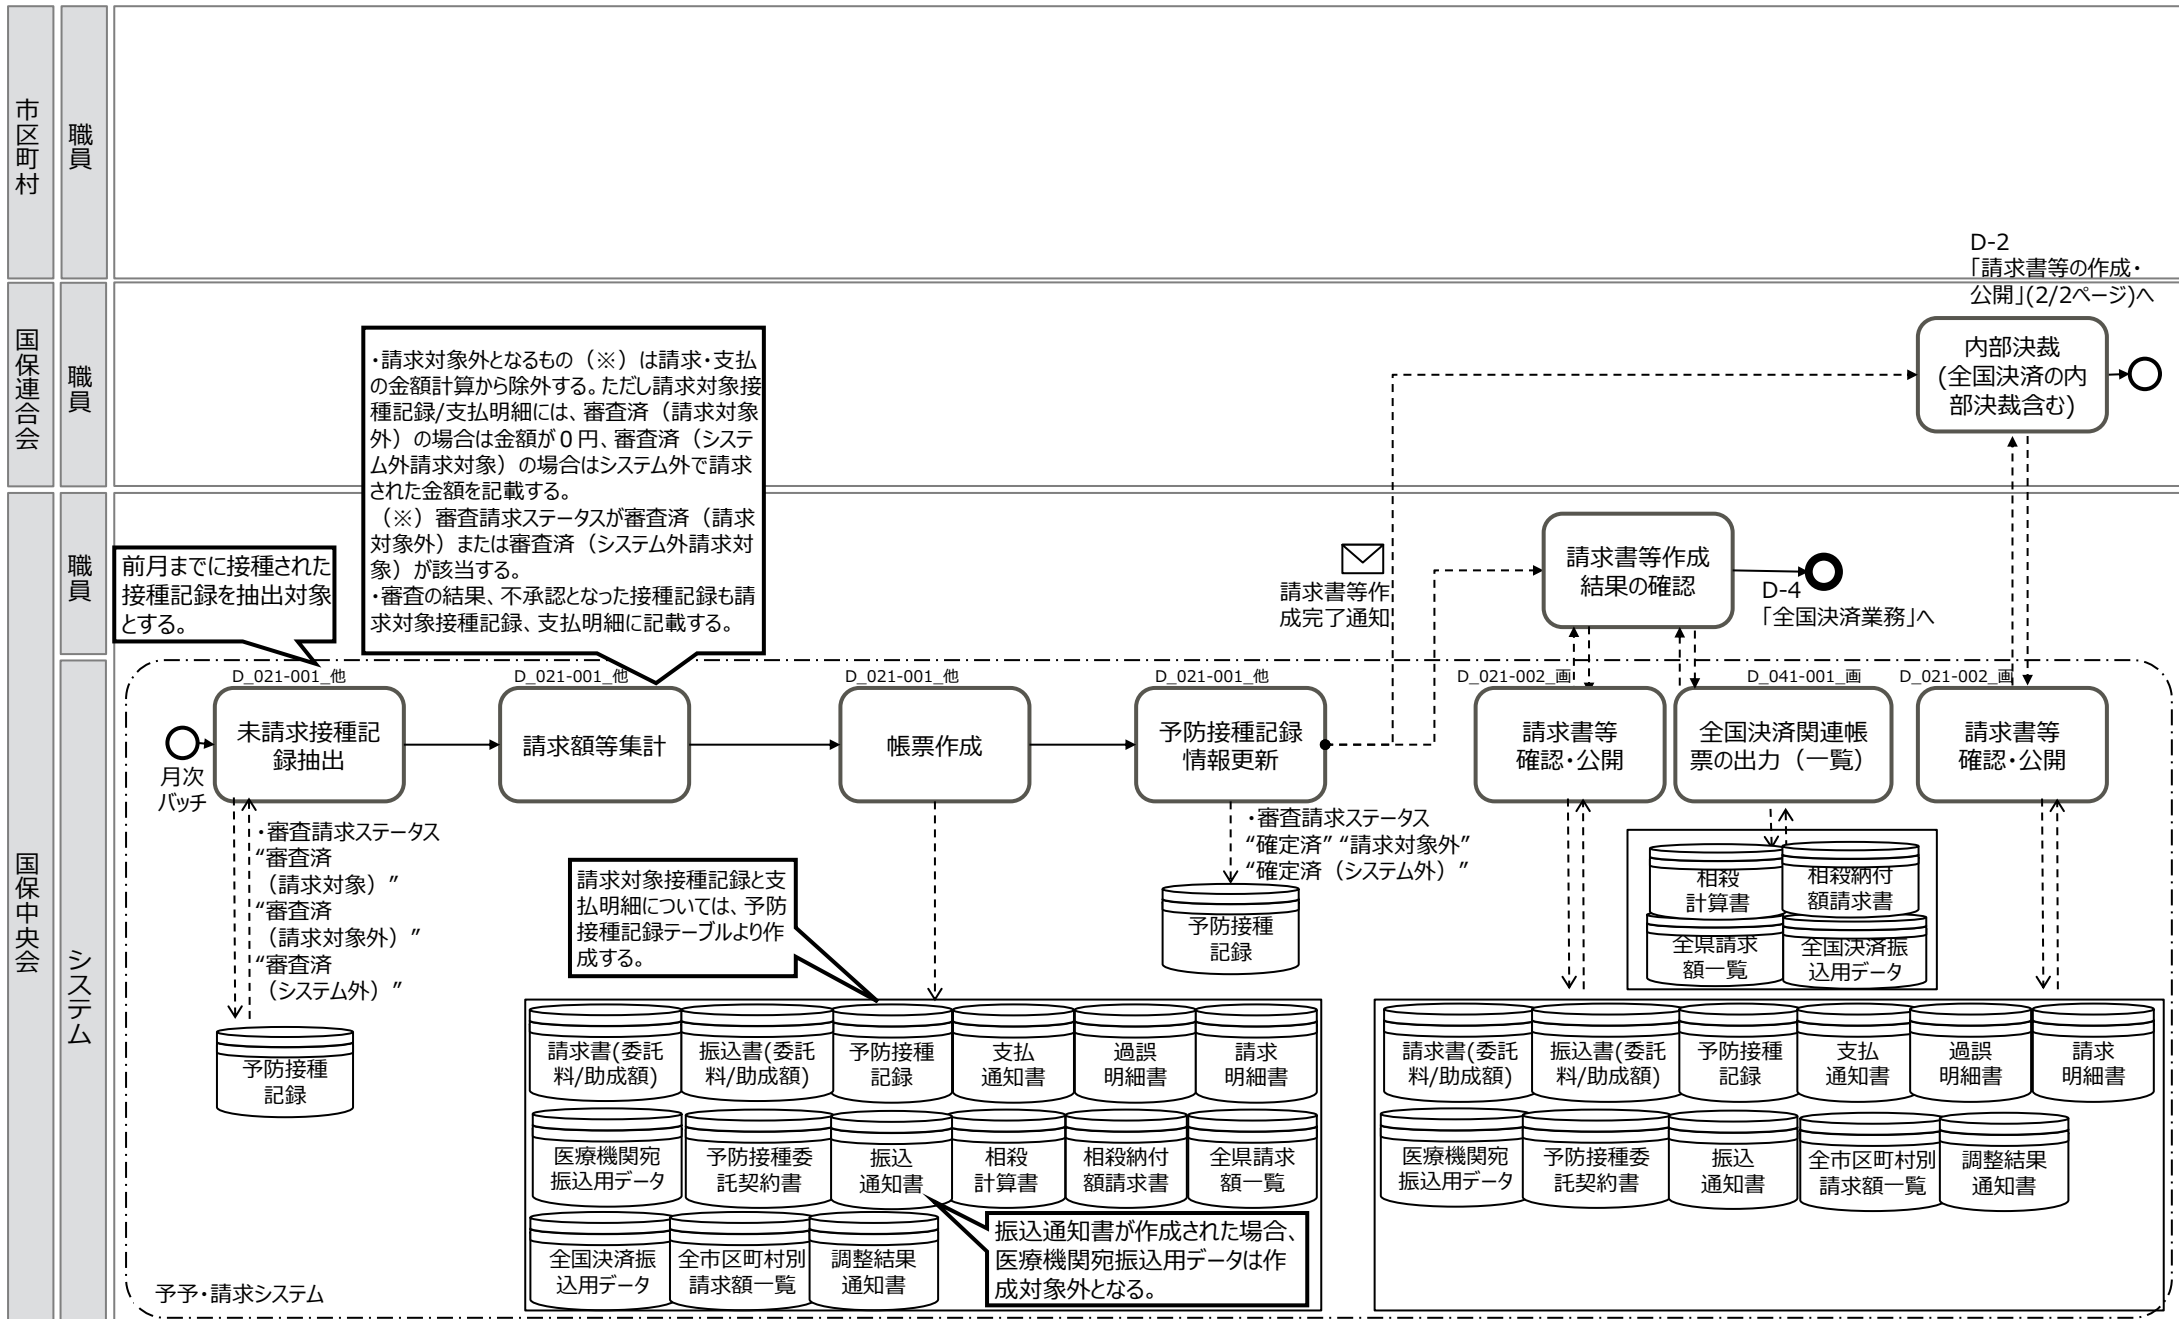 市区町村
職員
D-2
「請求書等の作成・
公開」(2/2ページ)へ
国保連合会
職員
内部決裁
(全国決済の内
部決裁含む)
・請求対象外となるもの（※）は請求・支払
の金額計算から除外する。ただし請求対象接
種記録/支払明細には、審査済（請求対象
外）の場合は金額が０円、審査済（システ
ム外請求対象）の場合はシステム外で請求
された金額を記載する。
（※）審査請求ステータスが審査済（請求
対象外）または審査済（システム外請求対
象）が該当する。
・審査の結果、不承認となった接種記録も請
求対象接種記録、支払明細に記載する。
国保中央会
職員
前月までに接種された
接種記録を抽出対象
とする。
請求書等作
成完了通知
請求書等作成
結果の確認
D-4
「全国決済業務」へ
システム
D_021-001_他
D_021-001_他
D_021-001_他
D_021-001_他
D_021-002_画
D_041-001_画
D_021-002_画
月次
バッチ
未請求接種記
録抽出
請求額等集計
帳票作成
予防接種記録
情報更新
請求書等
確認・公開
全国決済関連帳
票の出力（一覧）
請求書等
確認・公開
・審査請求ステータス
“審査済
（請求対象）”
“審査済
（請求対象外）”
“審査済
（システム外）”
予防接種
記録
請求対象接種記録と支
払明細については、予防
接種記録テーブルより作
成する。
・審査請求ステータス
“確定済” “請求対象外”
“確定済（システム外）”
予防接種
記録
相殺
計算書
相殺納付
額請求書
全県請求
額一覧
全国決済振
込用データ
請求書(委託
料/助成額)
振込書(委託
料/助成額)
予防接種
記録
支払
通知書
過誤
明細書
請求
明細書
医療機関宛
振込用データ
予防接種委
託契約書
振込
通知書
相殺
計算書
相殺納付
額請求書
全県請求
額一覧
全国決済振
込用データ
全市区町村別
請求額一覧
調整結果
通知書
振込通知書が作成された場合、
医療機関宛振込用データは作
成対象外となる。
請求書(委託
料/助成額)
振込書(委託
料/助成額)
予防接種
記録
支払
通知書
過誤
明細書
請求
明細書
医療機関宛
振込用データ
予防接種委
託契約書
振込
通知書
全市区町村別
請求額一覧
調整結果
通知書
予予・請求システム